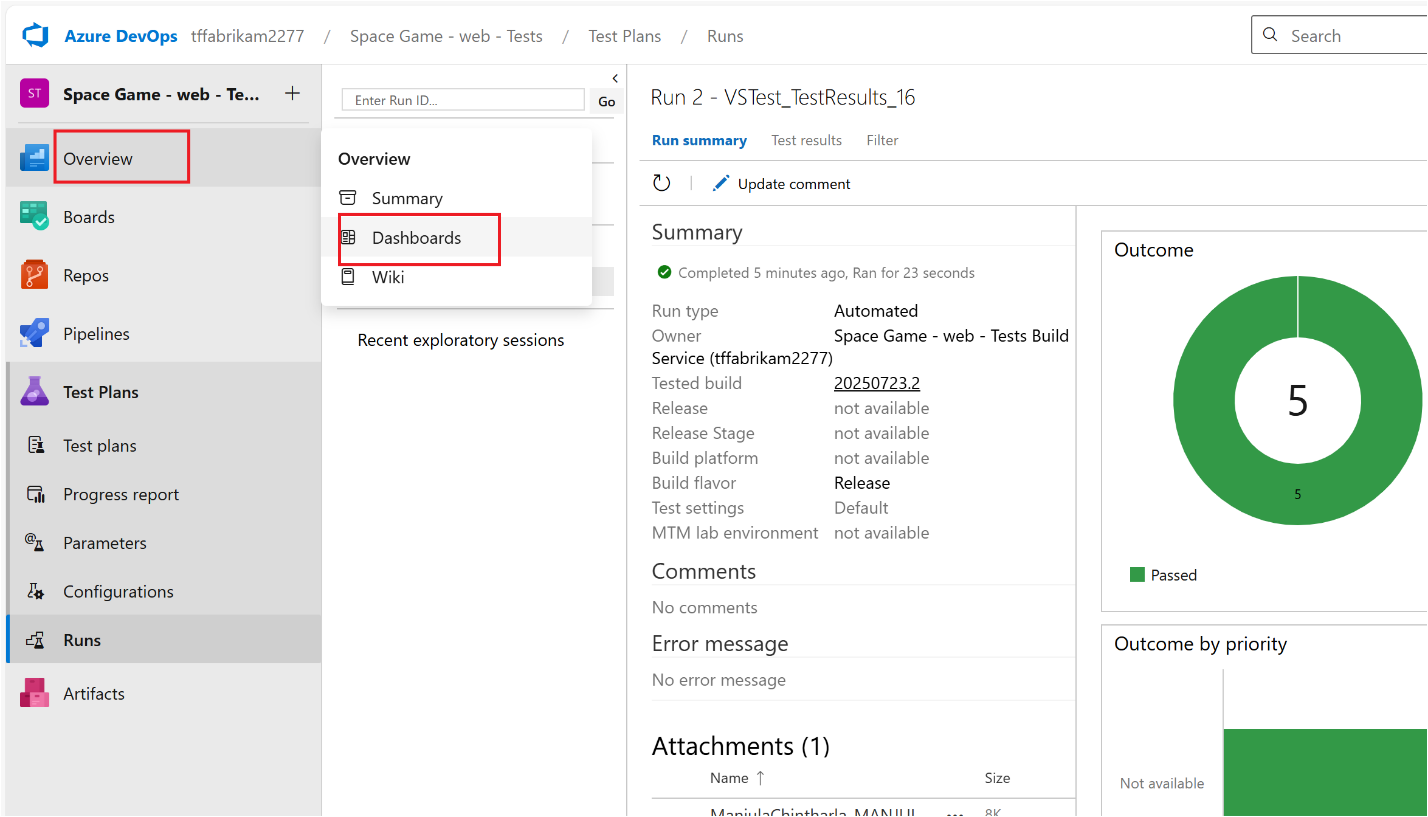 Azure DevOps tffabrikam2277 / Space Game - web - Tests / Test Plans / Runs
Search
ST Space Game - web - Te... +
Overview
Boards
Repos
Pipelines
Test Plans
Test plans
Progress report
Parameters
Configurations
Runs
Artifacts
Enter Run ID...
Go
Overview
Summary
Dashboards
Wiki
Recent exploratory sessions
Run 2 - VSTest_TestResults_16
Run summary Test results Filter
Update comment
Summary
Completed 5 minutes ago, Ran for 23 seconds
Run type Automated
Owner Space Game - web - Tests Build
Service (tffabrikam2277)
Tested build 20250723.2
Release not available
Release Stage not available
Build platform not available
Build flavor Release
Test settings Default
MTM lab environment not available
Comments
No comments
Error message
No error message
Attachments (1)
Name ↑ Size
ManjulaChintharla_MANJUL ... 8K
Outcome
5
5
Passed
Outcome by priority
Not available